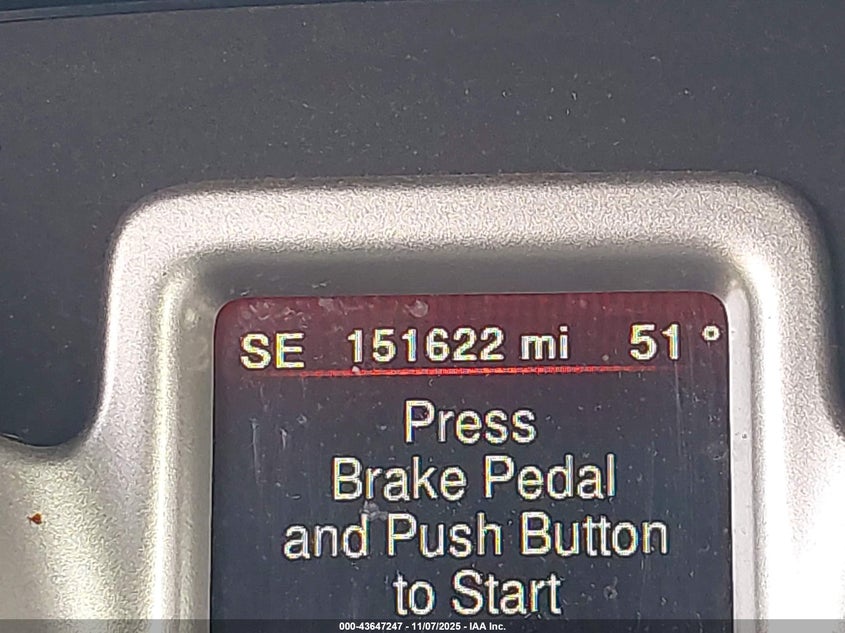 SE 151622 mi 51 °
Press
Brake Pedal
and Push Button
to Start
000-43647247 - 11/07/2025 - IAA Inc.